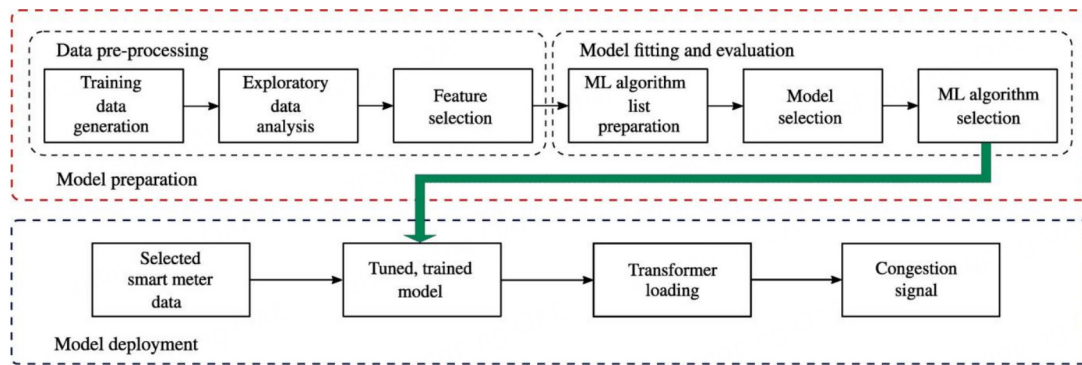 Data pre-processing
Training
data
generation
Exploratory
data
analysis
Feature
selection
Model fitting and evaluation
ML algorithm
list
preparation
Model
selection
ML algorithm
selection
Model preparation
Selected
smart meter
data
Tuned, trained
model
Transformer
loading
Congestion
signal
Model deployment